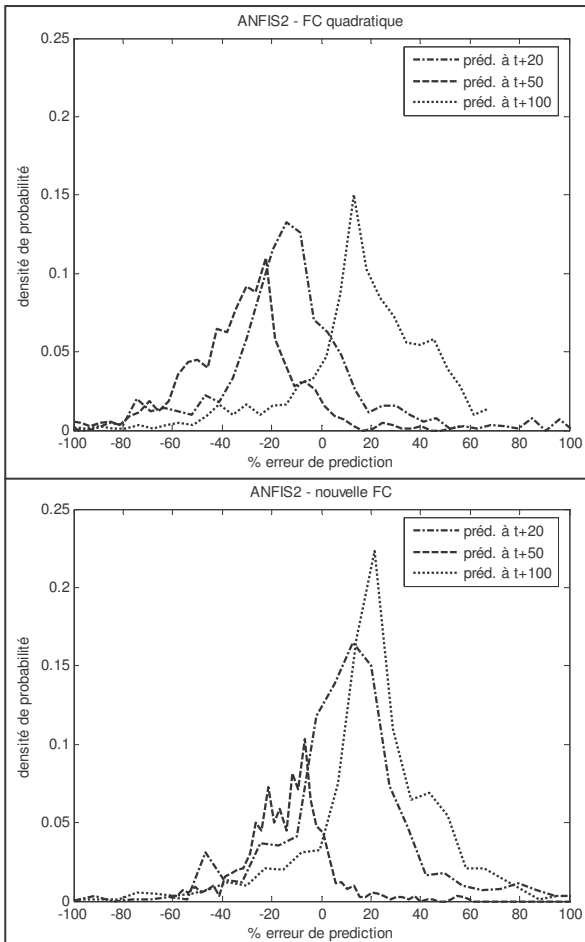 ANFIS2 - FC quadratique
0.25
0.2
0.15
0.1
0.05
0
densité de probabilité
préd. à t+20
préd. à t+50
préd. à t+100
-100 -80 -60 -40 -20 0 20 40 60 80 100
% erreur de prediction
ANFIS2 - nouvelle FC
0.25
0.2
0.15
0.1
0.05
0
densité de probabilité
préd. à t+20
préd. à t+50
préd. à t+100
-100 -80 -60 -40 -20 0 20 40 60 80 100
% erreur de prediction